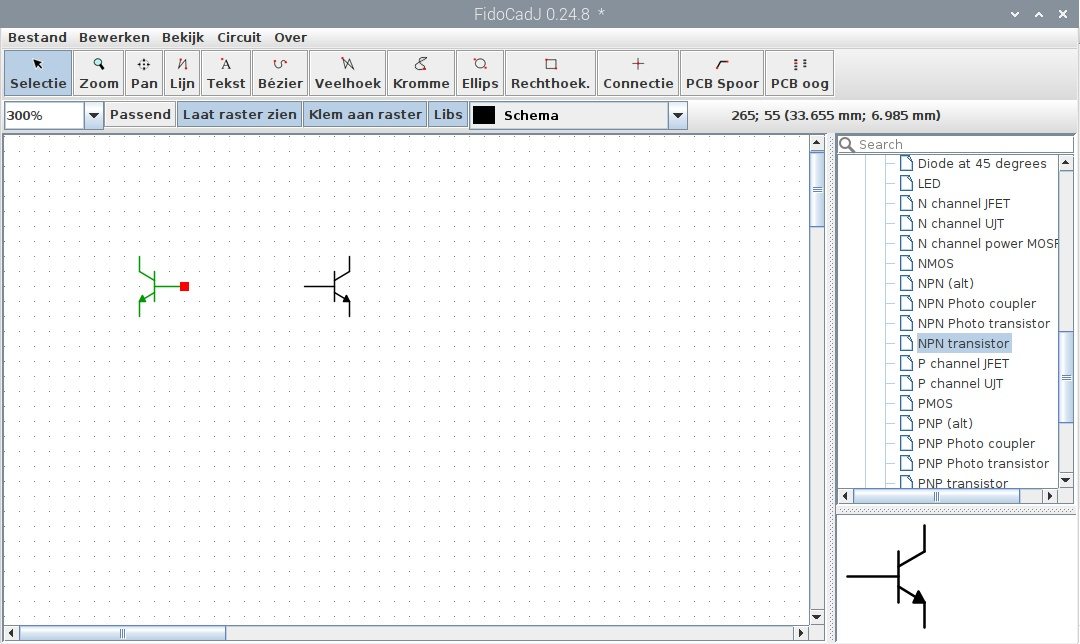 FidoCadJ 0.24.8 *
Bestand Bewerken Bekijk Circuit Over
Selectie Zoom Pan Lijn Tekst Bézier Veelhoek Kromme Ellips Rechthoek. Connectie PCB Spoor PCB oog
300% Passend Laat raster zien Klem aan raster Libs Schema 265; 55 (33.655 mm; 6.985 mm)
Search
Diode at 45 degrees
LED
N channel JFET
N channel UJT
N channel power MOSF
NMOS
NPN (alt)
NPN Photo coupler
NPN Photo transistor
NPN transistor
P channel JFET
P channel UJT
PMOS
PNP (alt)
PNP Photo coupler
PNP Photo transistor
PNP transistor